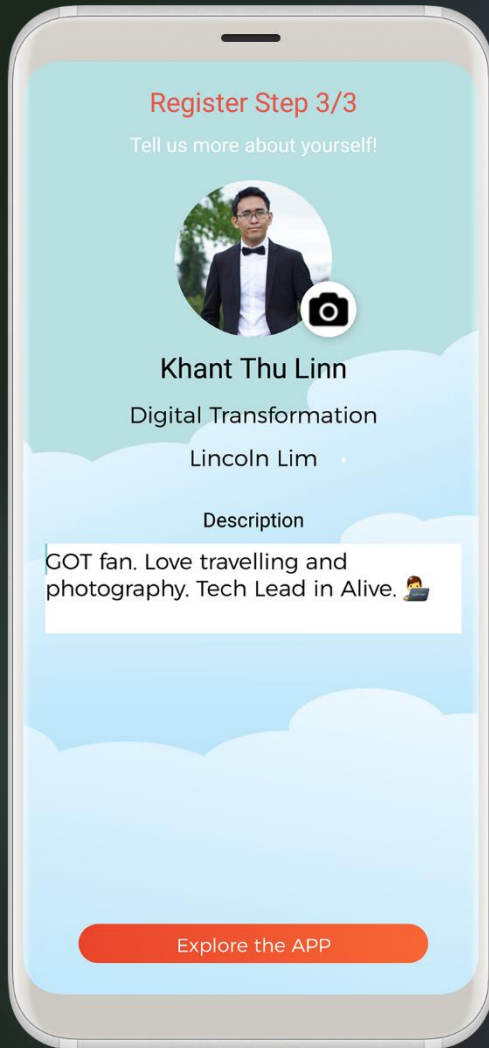 Register Step 3/3
Tell us more about yourself!
Khant Thu Linn
Digital Transformation
Lincoln Lim
Description
GOT fan. Love travelling and
photography. Tech Lead in Alive. 👨‍💻
Explore the APP